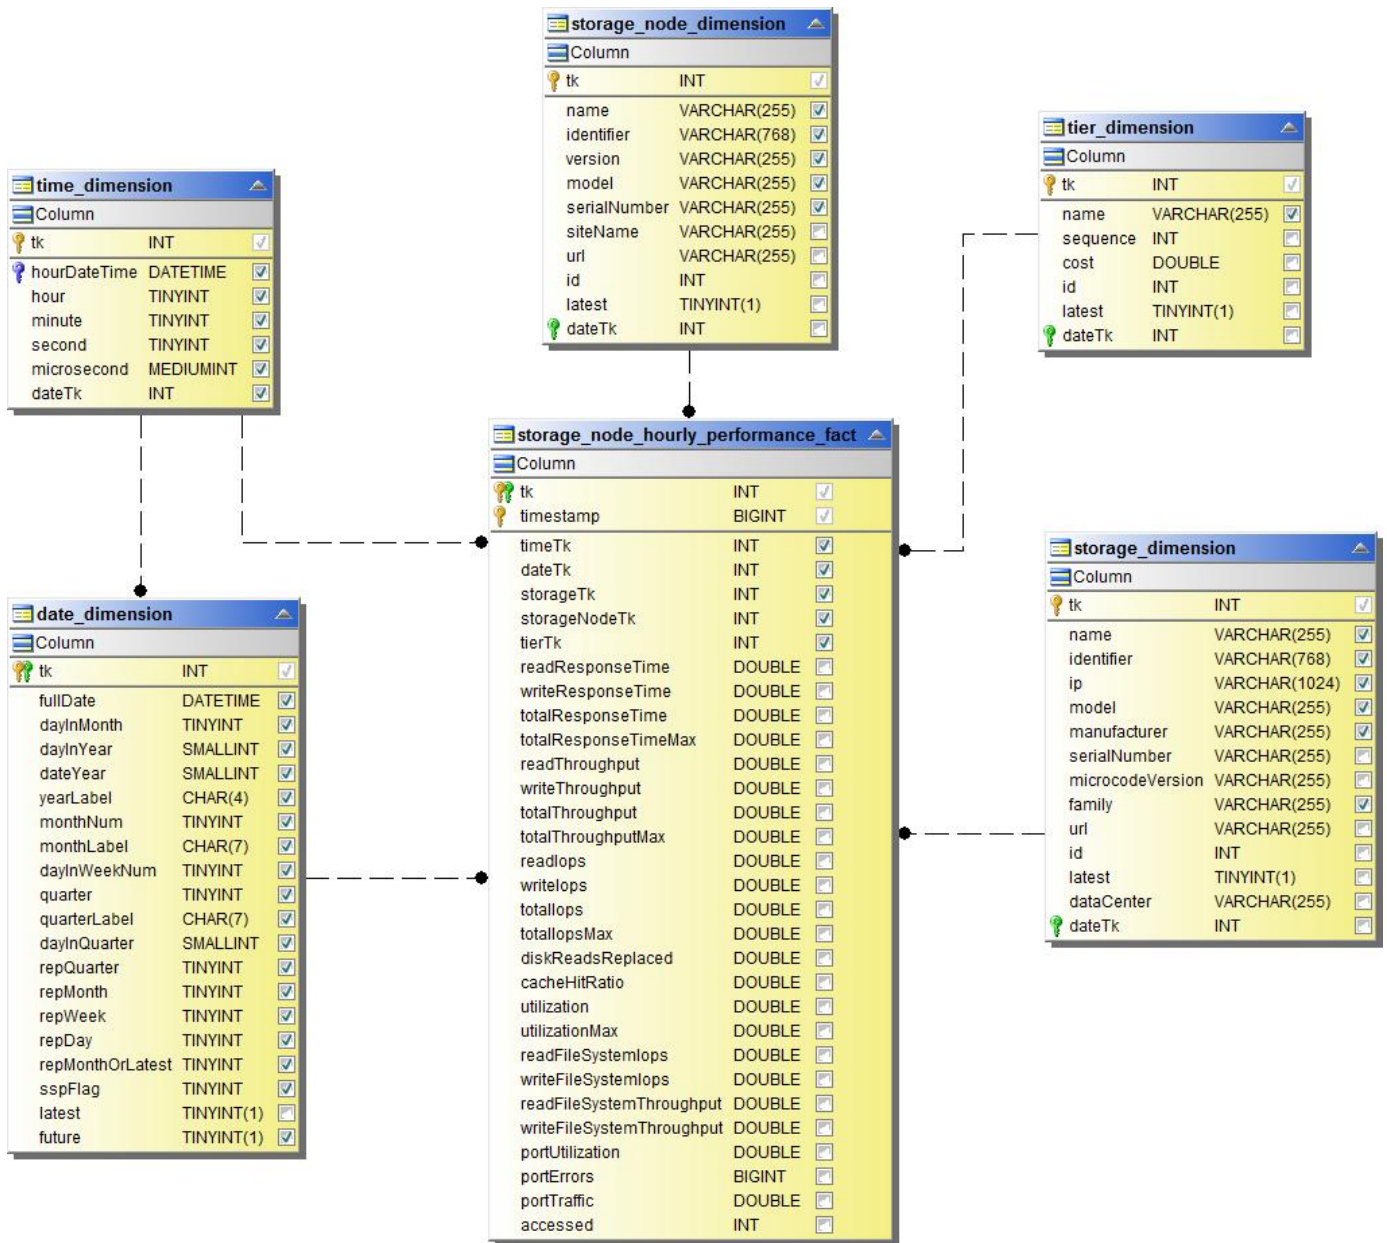 storage_node_dimension
Column
tk INT
name VARCHAR(255)
identifier VARCHAR(768)
version VARCHAR(255)
model VARCHAR(255)
serialNumber VARCHAR(255)
siteName VARCHAR(255)
url VARCHAR(255)
id INT
latest TINYINT(1)
dateTk INT
tier_dimension
Column
tk INT
name VARCHAR(255)
sequence INT
cost DOUBLE
id INT
latest TINYINT(1)
dateTk INT
time_dimension
Column
tk INT
hourDateTime DATETIME
hour TINYINT
minute TINYINT
second TINYINT
microsecond MEDIUMINT
dateTk INT
storage_node_hourly_performance_fact
Column
tk INT
timestamp BIGINT
timeTk INT
dateTk INT
storageTk INT
storageNodeTk INT
tierTk INT
readResponseTime DOUBLE
writeResponseTime DOUBLE
totalResponseTime DOUBLE
totalResponseTimeMax DOUBLE
readThroughput DOUBLE
writeThroughput DOUBLE
totalThroughput DOUBLE
totalThroughputMax DOUBLE
readIops DOUBLE
writeIops DOUBLE
totalIops DOUBLE
totalIopsMax DOUBLE
diskReadsReplaced DOUBLE
cacheHitRatio DOUBLE
utilization DOUBLE
utilizationMax DOUBLE
readFileSystemIops DOUBLE
writeFileSystemIops DOUBLE
readFileSystemThroughput DOUBLE
writeFileSystemThroughput DOUBLE
portUtilization DOUBLE
portErrors BIGINT
portTraffic DOUBLE
accessed INT
storage_dimension
Column
tk INT
name VARCHAR(255)
identifier VARCHAR(768)
ip VARCHAR(1024)
model VARCHAR(255)
manufacturer VARCHAR(255)
serialNumber VARCHAR(255)
microcodeVersion VARCHAR(255)
family VARCHAR(255)
url VARCHAR(255)
id INT
latest TINYINT(1)
dataCenter VARCHAR(255)
dateTk INT
date_dimension
Column
tk INT
fullDate DATETIME
dayInMonth TINYINT
dayInYear SMALLINT
dateYear SMALLINT
yearLabel CHAR(4)
monthNum TINYINT
monthLabel CHAR(7)
dayInWeekNum TINYINT
quarter TINYINT
quarterLabel CHAR(7)
dayInQuarter SMALLINT
repQuarter TINYINT
repMonth TINYINT
repWeek TINYINT
repDay TINYINT
repMonthOrLatest TINYINT
sspFlag TINYINT
latest TINYINT(1)
future TINYINT(1)